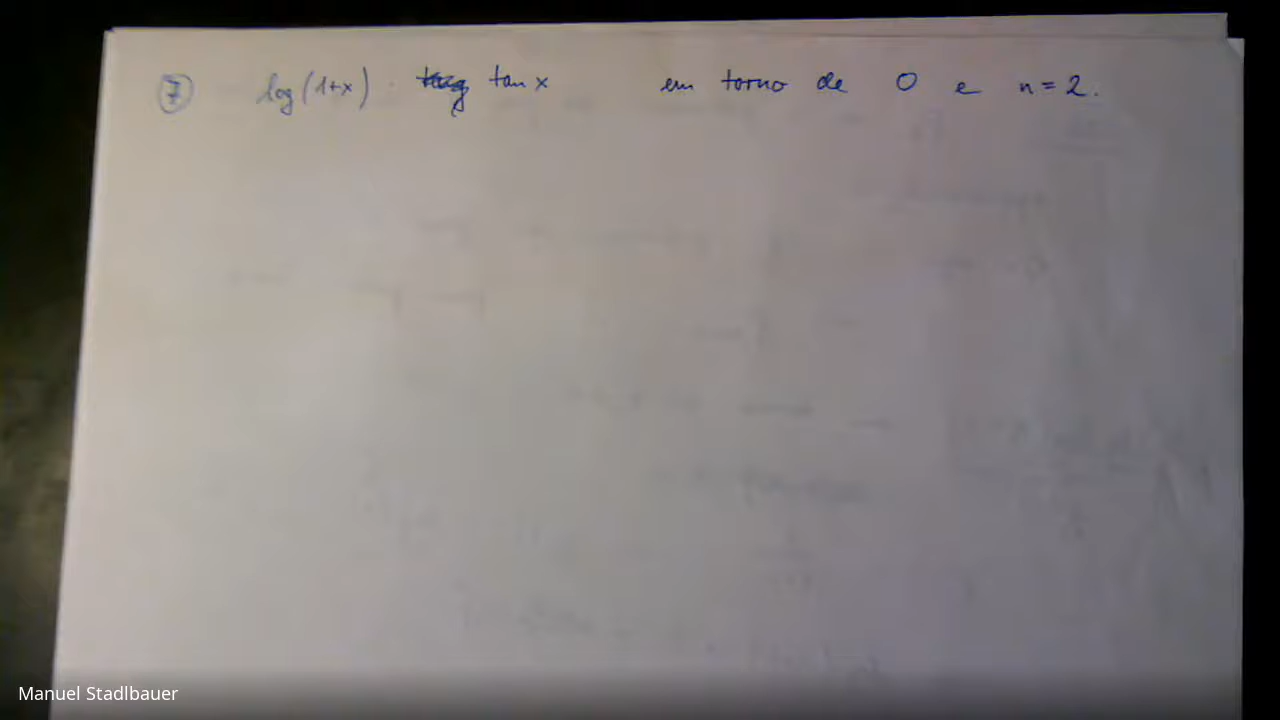 7 log(1+x) · tan x em torno de 0 e n=2.
Manuel Stadlbauer